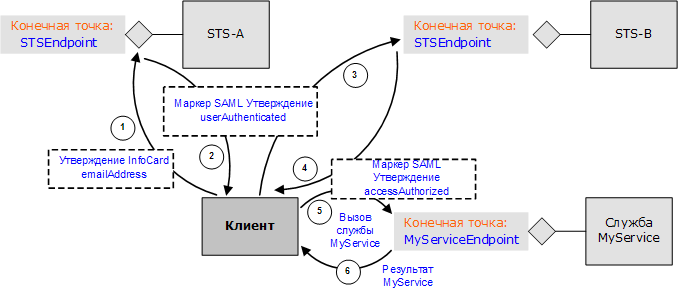 Конечная точка:
STSEndpoint
STS-A
Конечная точка:
STSEndpoint
STS-B
3
Маркер SAML Утверждение
userAuthenticated
1
2
Утверждение InfoCard
emailAddress
4
Маркер SAML
Утверждение
accessAuthorized
Клиент
5
Вызов
службы
MyService
Конечная точка:
MyServiceEndpoint
Служба
MyService
6
Результат
MyService